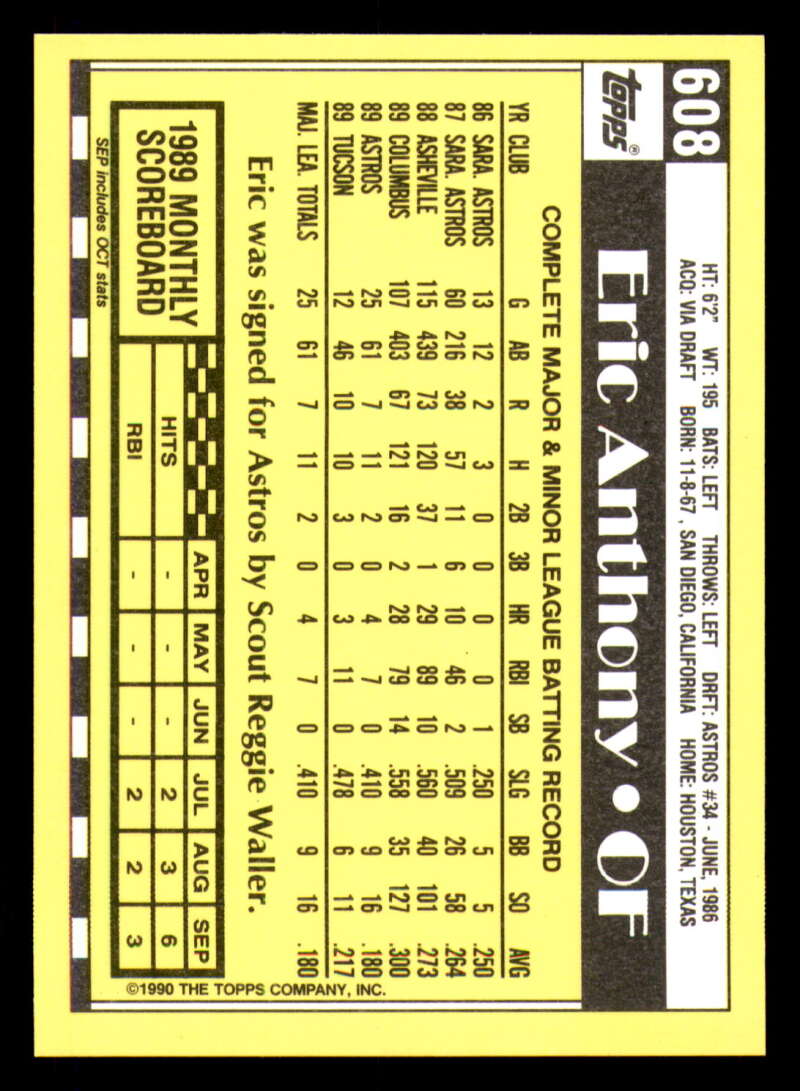 608
HT: 6'2" WT: 195 BATS: LEFT THROWS: LEFT DRFT: ASTROS #34 - JUNE, 1986
ACQ: VIA DRAFT BORN: 11-8-67 , SAN DIEGO, CALIFORNIA HOME: HOUSTON, TEXAS
TOPPS®
Eric Anthony • OF
COMPLETE MAJOR & MINOR LEAGUE BATTING RECORD
YR CLUB G AB R H 2B 3B HR RBI SB SLG BB SO AVG
86 SARA. ASTROS 13 12 2 3 0 0 0 0 1 .250 5 5 .250
87 SARA. ASTROS 60 216 38 57 11 6 10 46 2 .509 26 58 .264
88 ASHEVILLE 115 439 73 120 37 1 29 89 10 .560 40 101 .273
89 COLUMBUS 107 403 67 121 16 2 28 79 14 .558 35 127 .300
89 ASTROS 25 61 7 11 2 0 4 7 0 .410 9 16 .180
89 TUCSON 12 46 10 10 3 0 3 11 0 .478 6 11 .217
MAJ. LEA. TOTALS 25 61 7 11 2 0 4 7 0 .410 9 16 .180
Eric was signed for Astros by Scout Reggie Waller.
1989 MONTHLY
SCOREBOARD
APR MAY JUN JUL AUG SEP
HITS - - - 2 3 6
RBI - - - 2 2 3
SEP includes OCT stats
©1990 THE TOPPS COMPANY, INC.